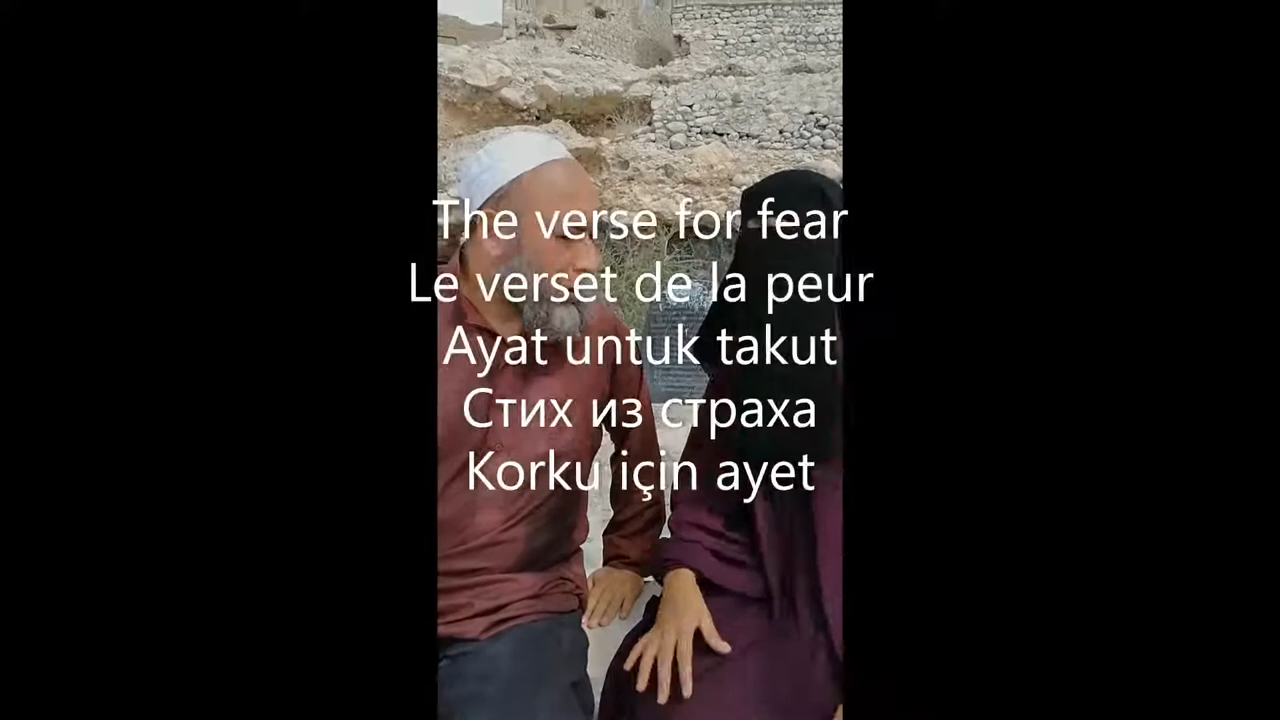 The verse for fear
Le verset de la peur
Ayat untuk takut
Стих из страха
Korku için ayet